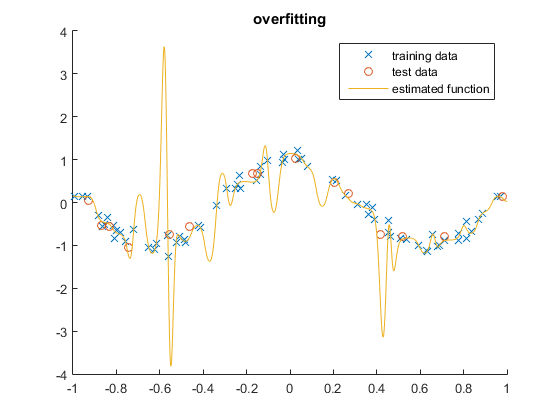 overfitting
training data
test data
estimated function
4
3
2
1
0
-1
-2
-3
-4
-1 -0.8 -0.6 -0.4 -0.2 0 0.2 0.4 0.6 0.8 1